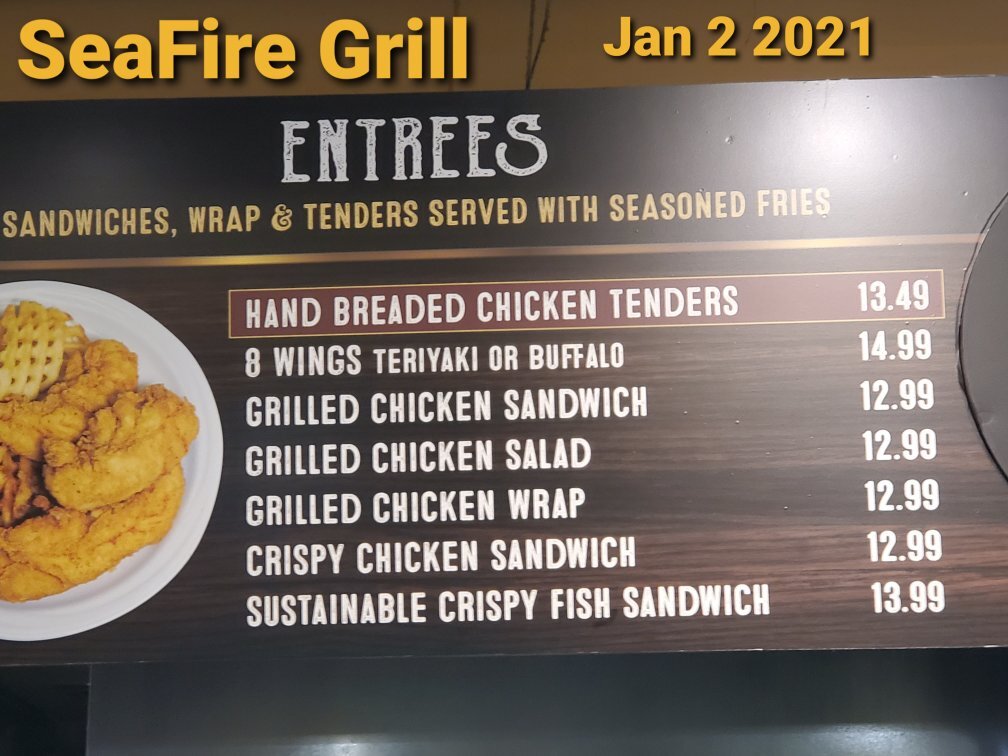 SeaFire Grill
Jan 2 2021
ENTREES
SANDWICHES, WRAP & TENDERS SERVED WITH SEASONED FRIES
HAND BREADED CHICKEN TENDERS 13.49
8 WINGS TERIYAKI OR BUFFALO 14.99
GRILLED CHICKEN SANDWICH 12.99
GRILLED CHICKEN SALAD 12.99
GRILLED CHICKEN WRAP 12.99
CRISPY CHICKEN SANDWICH 12.99
SUSTAINABLE CRISPY FISH SANDWICH 13.99